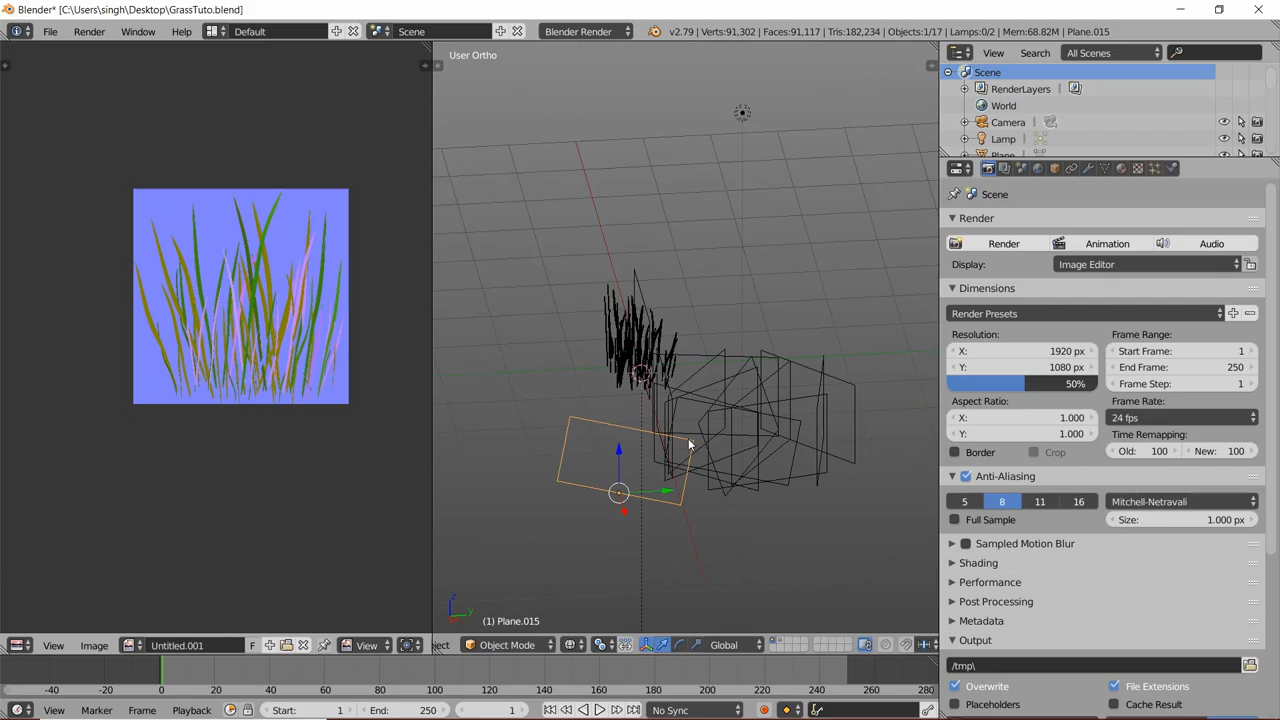 Blender* [C:\Users\singh\Desktop\GrassTuto.blend]
File Render Window Help Default Scene Blender Render v2.79 | Verts:91,302 | Faces:91,117 | Tris:182,234 | Objects:1/17 | Lamps:0/2 | Mem:68.82M | Plane.015
View Search All Scenes
User Ortho
Scene
RenderLayers
World
Camera
Lamp
Plane
Scene
Render
Render Animation Audio
Display: Image Editor
Dimensions
Render Presets
Resolution: Frame Range:
X: 1920 px Start Frame: 1
Y: 1080 px End Frame: 250
50% Frame Step: 1
Aspect Ratio: Frame Rate:
X: 1.000 24 fps
Y: 1.000 Time Remapping:
Border Crop Old: 100 New: 100
Anti-Aliasing
5 8 11 16 Mitchell-Netravali
Full Sample Size: 1.000 px
Sampled Motion Blur
Shading
Performance
Post Processing
Metadata
Output
/tmp\
Overwrite File Extensions
Placeholders Cache Result
z
y
(1) Plane.015
View Image Untitled.001 F View
ject Object Mode Global
-40 -20 0 20 40 60 80 100 120 140 160 180 200 220 240 260 280
View Marker Frame Playback Start: 1 End: 250 1 No Sync